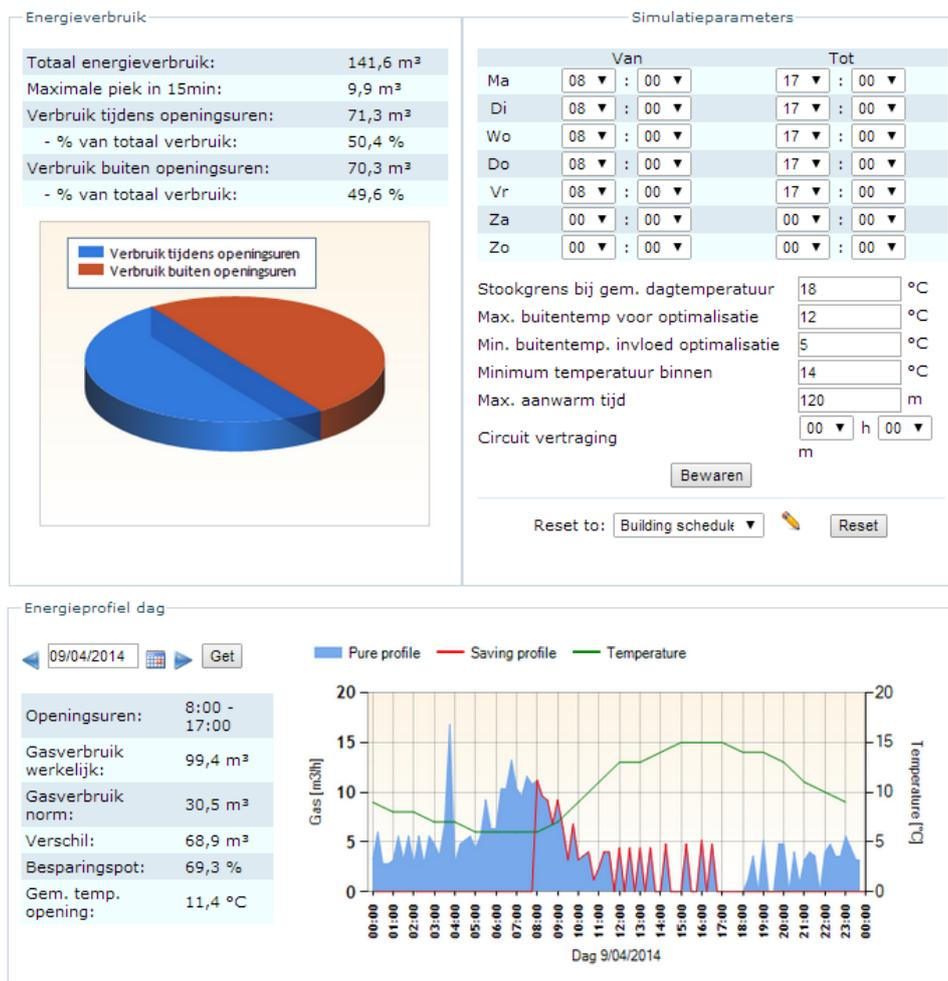 Energieverbruik
Totaal energieverbruik: 141,6 m³
Maximale piek in 15min: 9,9 m³
Verbruik tijdens openingsuren: 71,3 m³
- % van totaal verbruik: 50,4 %
Verbruik buiten openingsuren: 70,3 m³
- % van totaal verbruik: 49,6 %
Verbruik tijdens openingsuren
Verbruik buiten openingsuren
Simulatieparameters
Van Tot
Ma 08 : 00 17 : 00
Di 08 : 00 17 : 00
Wo 08 : 00 17 : 00
Do 08 : 00 17 : 00
Vr 08 : 00 17 : 00
Za 00 : 00 00 : 00
Zo 00 : 00 00 : 00
Stookgrens bij gem. dagtemperatuur 18 °C
Max. buitentemp voor optimalisatie 12 °C
Min. buitentemp. invloed optimalisatie 5 °C
Minimum temperatuur binnen 14 °C
Max. aanwarm tijd 120 m
Circuit vertraging 00 h 00
m
Bewaren
Reset to: Building schedule Reset
Energieprofiel dag
09/04/2014 Get
Openingsuren: 8:00 -
17:00
Gasverbruik
werkelijk: 99,4 m³
Gasverbruik
norm: 30,5 m³
Verschil: 68,9 m³
Besparingspot: 69,3 %
Gem. temp.
opening: 11,4 °C
Pure profile Saving profile Temperature
Gas [m3/h]
20
15
10
5
0
20
15
10
5
0
Temperature [°C]
00:00 01:00 02:00 03:00 04:00 05:00 06:00 07:00 08:00 09:00 10:00 11:00 12:00 13:00 14:00 15:00 16:00 17:00 18:00 19:00 20:00 21:00 22:00 23:00 00:00
Dag 9/04/2014